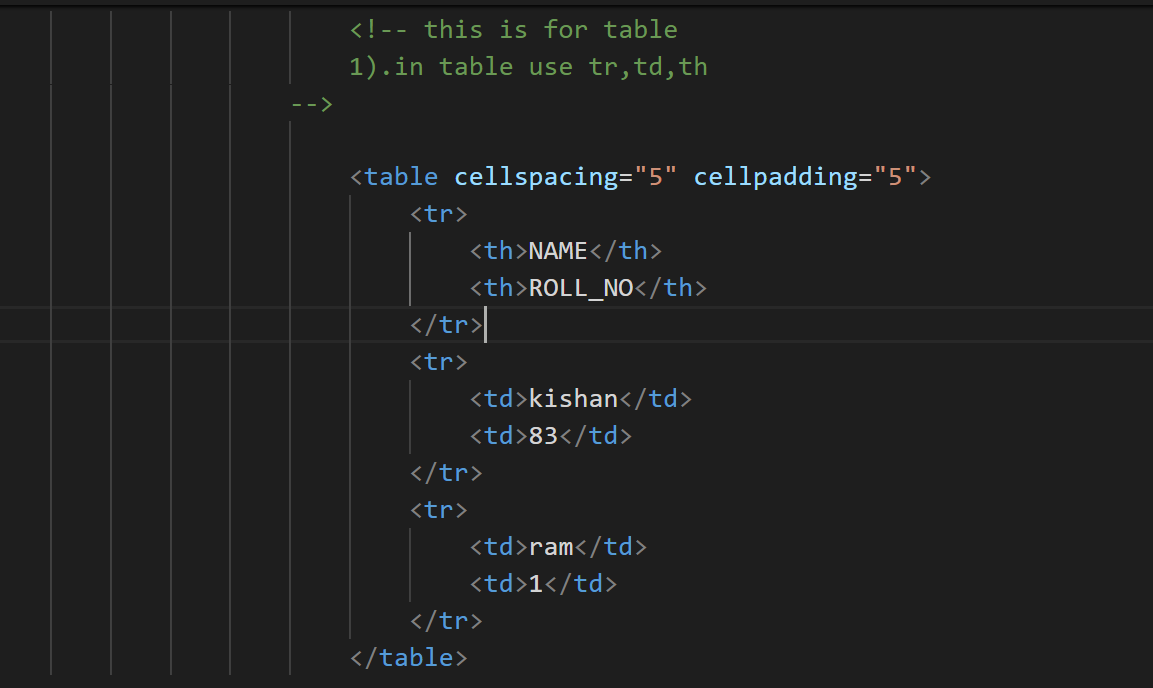 <!-- this is for table
1).in table use tr,td,th
-->
<table cellspacing="5" cellpadding="5">
<tr>
<th>NAME</th>
<th>ROLL_NO</th>
</tr>
<tr>
<td>kishan</td>
<td>83</td>
</tr>
<tr>
<td>ram</td>
<td>1</td>
</tr>
</table>